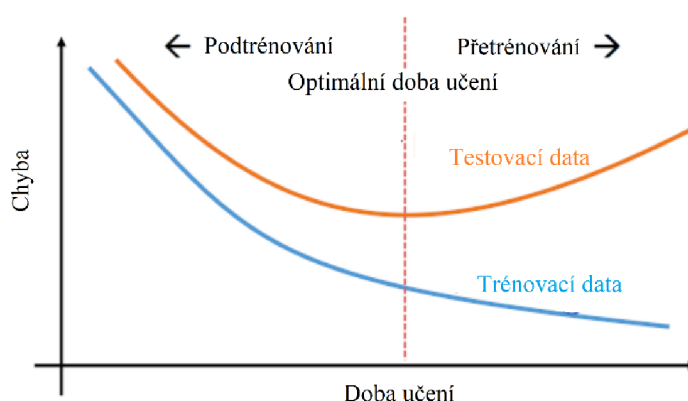 ← Podtrénování
Přetrénování →
Optimální doba učení
Testovací data
Chyba
Trénovací data
Doba učení